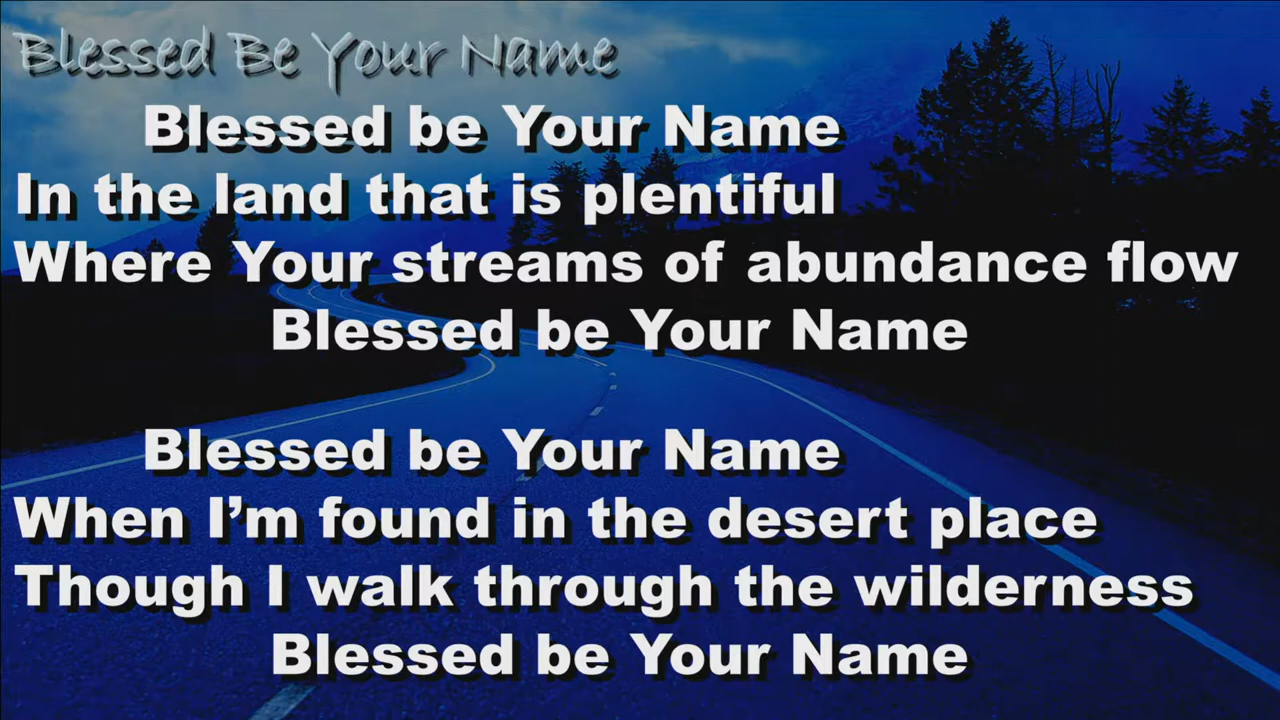 Blessed Be Your Name
Blessed be Your Name
In the land that is plentiful
Where Your streams of abundance flow
Blessed be Your Name
Blessed be Your Name
When I’m found in the desert place
Though I walk through the wilderness
Blessed be Your Name